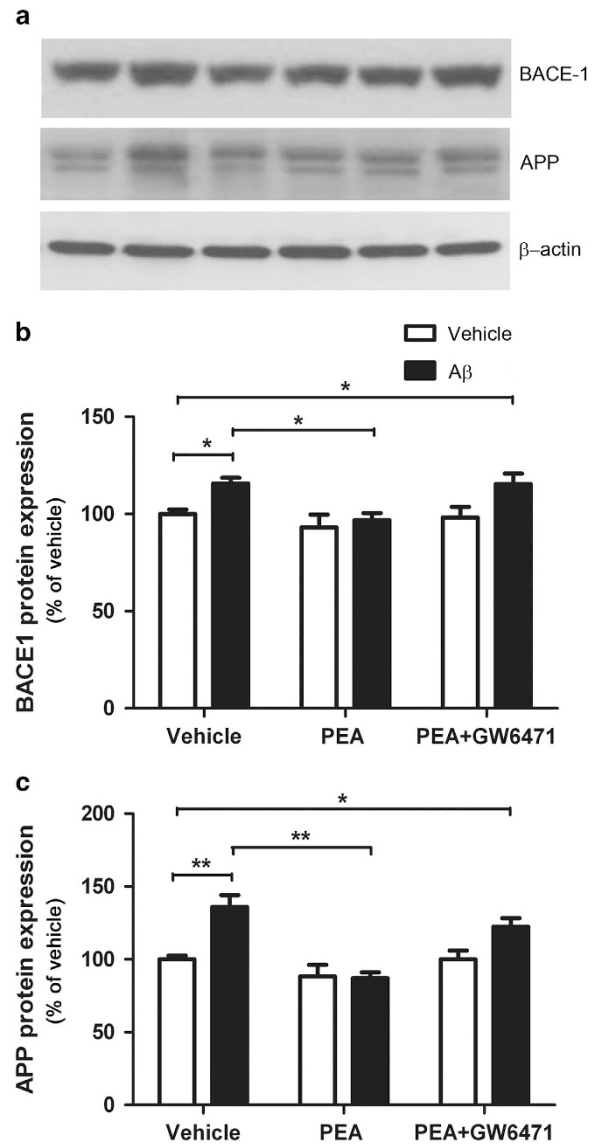 a
BACE-1
APP
β–actin
b
Vehicle
Aβ
*
*
*
150
100
50
0
BACE1 protein expression
(% of vehicle)
Vehicle PEA PEA+GW6471
c
*
**
**
200
150
100
50
0
APP protein expression
(% of vehicle)
Vehicle PEA PEA+GW6471